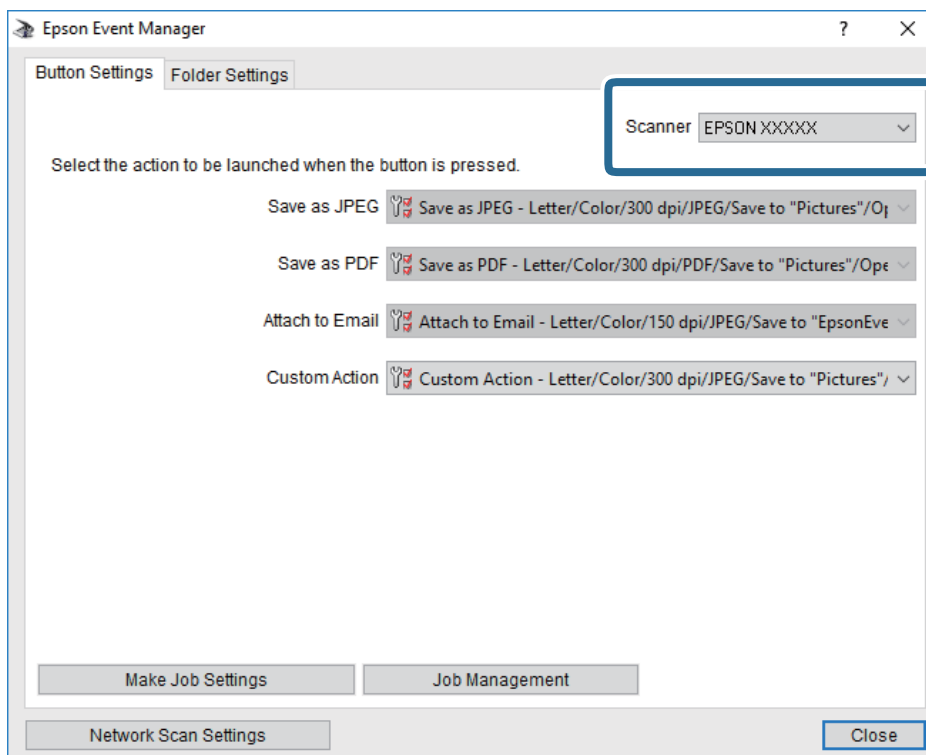 Epson Event Manager
Button Settings Folder Settings
Scanner EPSON XXXXX
Select the action to be launched when the button is pressed.
Save as JPEG Save as JPEG - Letter/Color/300 dpi/JPEG/Save to "Pictures"/Op
Save as PDF Save as PDF - Letter/Color/300 dpi/PDF/Save to "Pictures"/Ope
Attach to Email Attach to Email - Letter/Color/150 dpi/JPEG/Save to "EpsonEve
Custom Action Custom Action - Letter/Color/300 dpi/JPEG/Save to "Pictures"/
Make Job Settings Job Management
Network Scan Settings Close